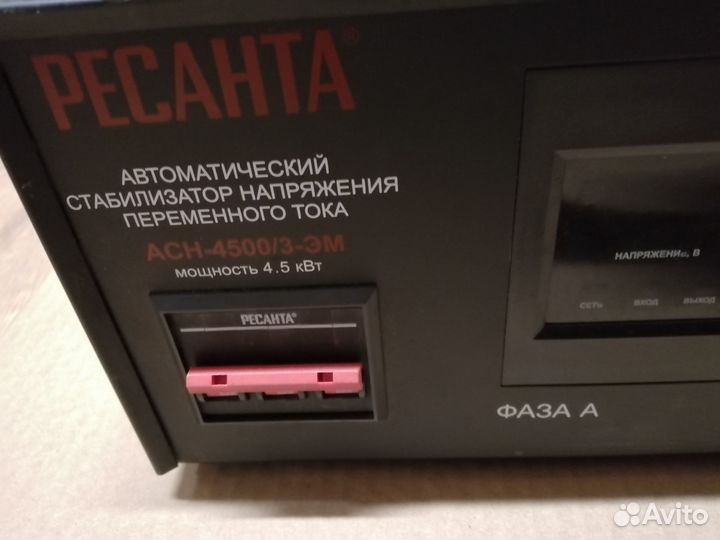 РЕСАНТА®
АВТОМАТИЧЕСКИЙ
СТАБИЛИЗАТОР НАПРЯЖЕНИЯ
ПЕРЕМЕННОГО ТОКА
АСН-4500/3-ЭМ
мощность 4.5 кВт
РЕСАНТА®
НАПРЯЖЕНИе, В
СЕТЬ ВХОД ВЫХОД
ФАЗА А
Avito